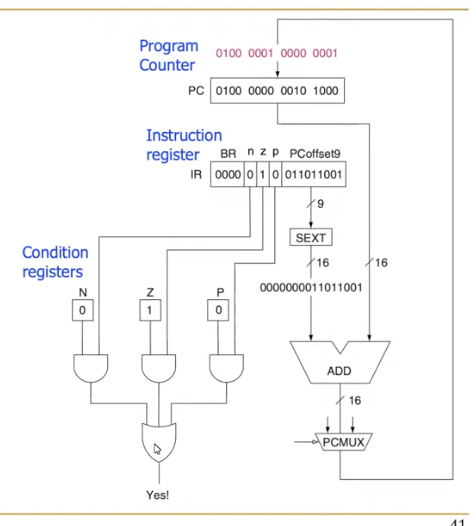 Program
Counter
0100 0001 0000 0001
PC 0100 0000 0010 1000
Instruction
register
BR n z p PCoffset9
IR 0000 0 1 0 011011001
9
SEXT
16 16
0000000011011001
Condition
registers
N Z P
0 1 0
ADD
16
PCMUX
Yes!
41